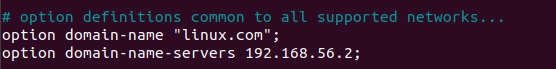 # option definitions common to all supported networks...
option domain-name "linux.com";
option domain-name-servers 192.168.56.2;